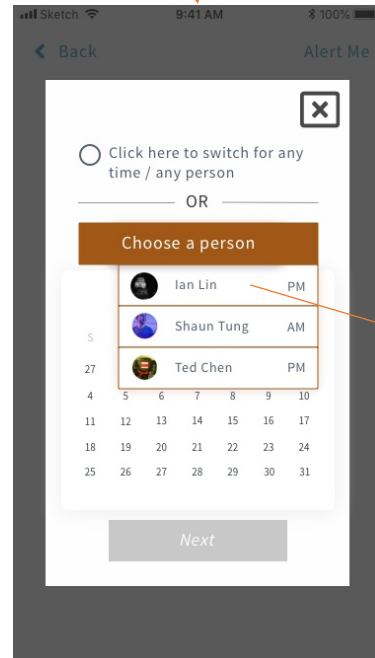 Sketch 9:41 AM 100%
Back Alert Me
Click here to switch for any
time / any person
OR
Choose a person
Ian Lin PM
Shaun Tung AM
Ted Chen PM
S
27
4 5 6 7 8 9 10
11 12 13 14 15 16 17
18 19 20 21 22 23 24
25 26 27 28 29 30 31
Next